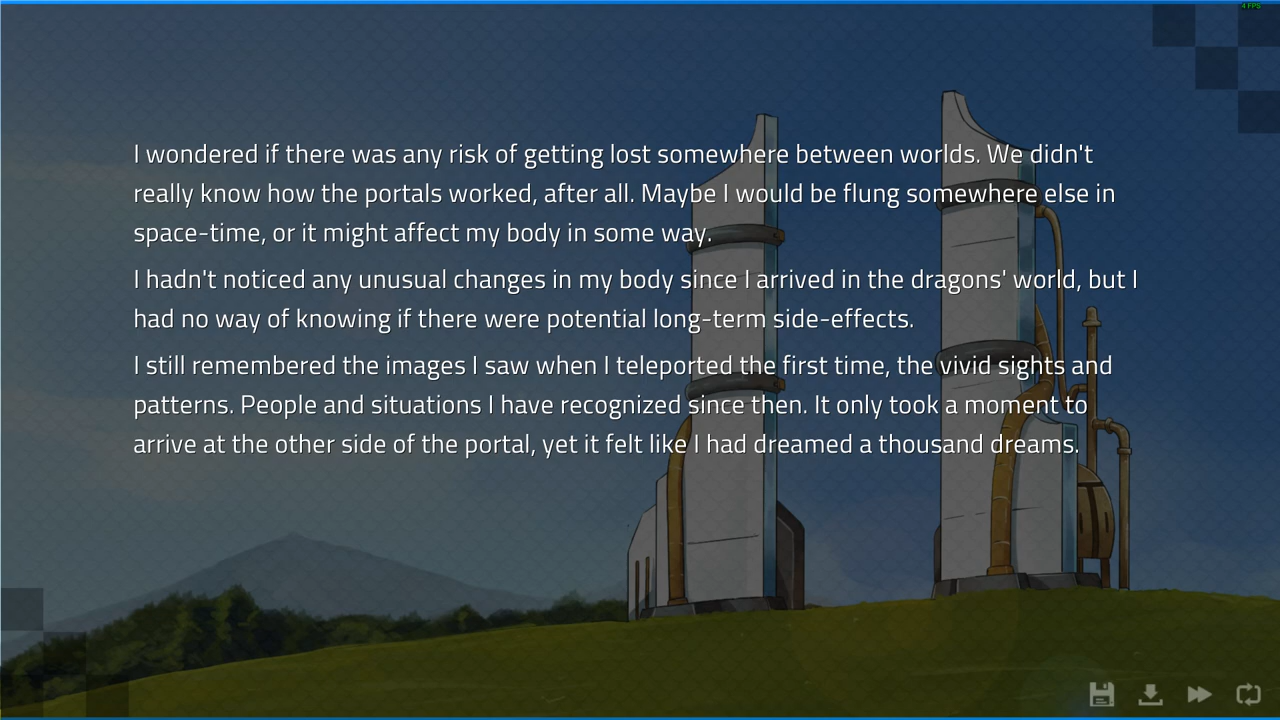 4 FPS
I wondered if there was any risk of getting lost somewhere between worlds. We didn't
really know how the portals worked, after all. Maybe I would be flung somewhere else in
space-time, or it might affect my body in some way.
I hadn't noticed any unusual changes in my body since I arrived in the dragons' world, but I
had no way of knowing if there were potential long-term side-effects.
I still remembered the images I saw when I teleported the first time, the vivid sights and
patterns. People and situations I have recognized since then. It only took a moment to
arrive at the other side of the portal, yet it felt like I had dreamed a thousand dreams.